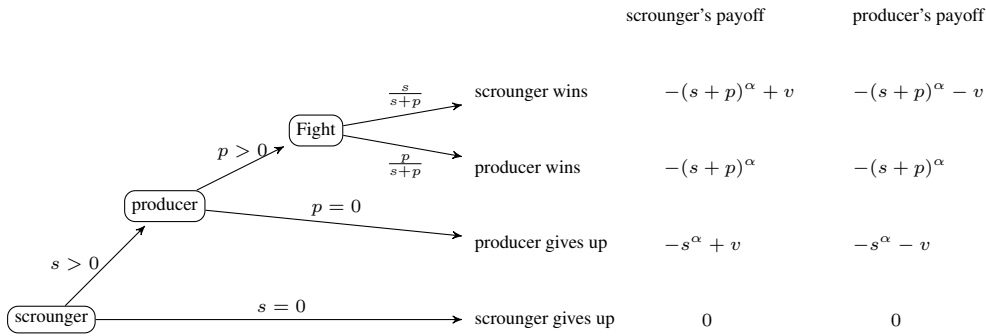 scrounger's payoff producer's payoff
s/(s+p) scrounger wins −(s + p)^α + v −(s + p)^α − v
Fight
p > 0 p/(s+p) producer wins −(s + p)^α −(s + p)^α
producer p = 0
producer gives up −s^α + v −s^α − v
s > 0
scrounger s = 0 scrounger gives up 0 0